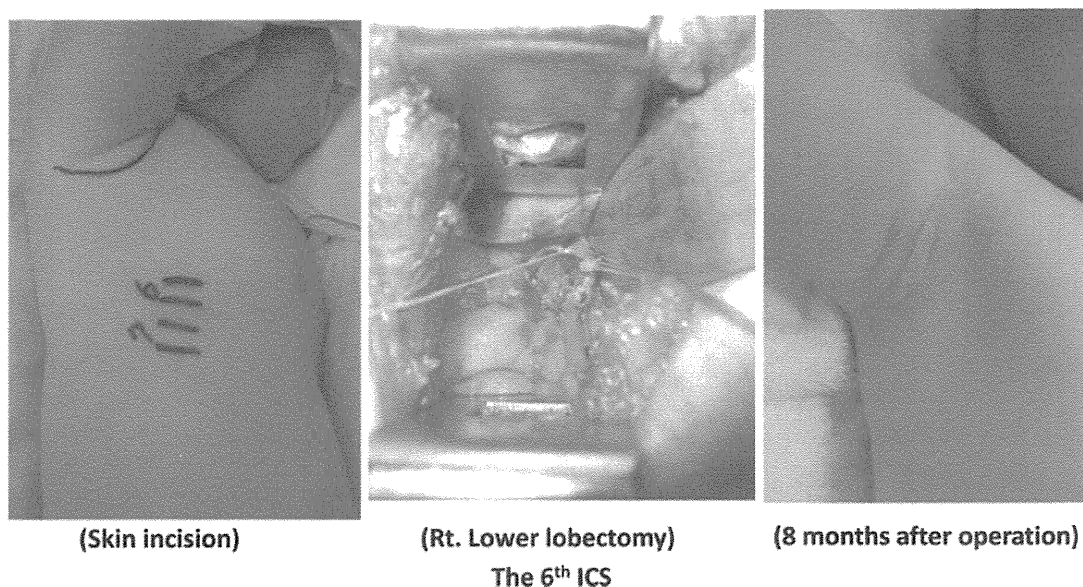 (Skin incision) (Rt. Lower lobectomy) (8 months after operation)
The 6th ICS